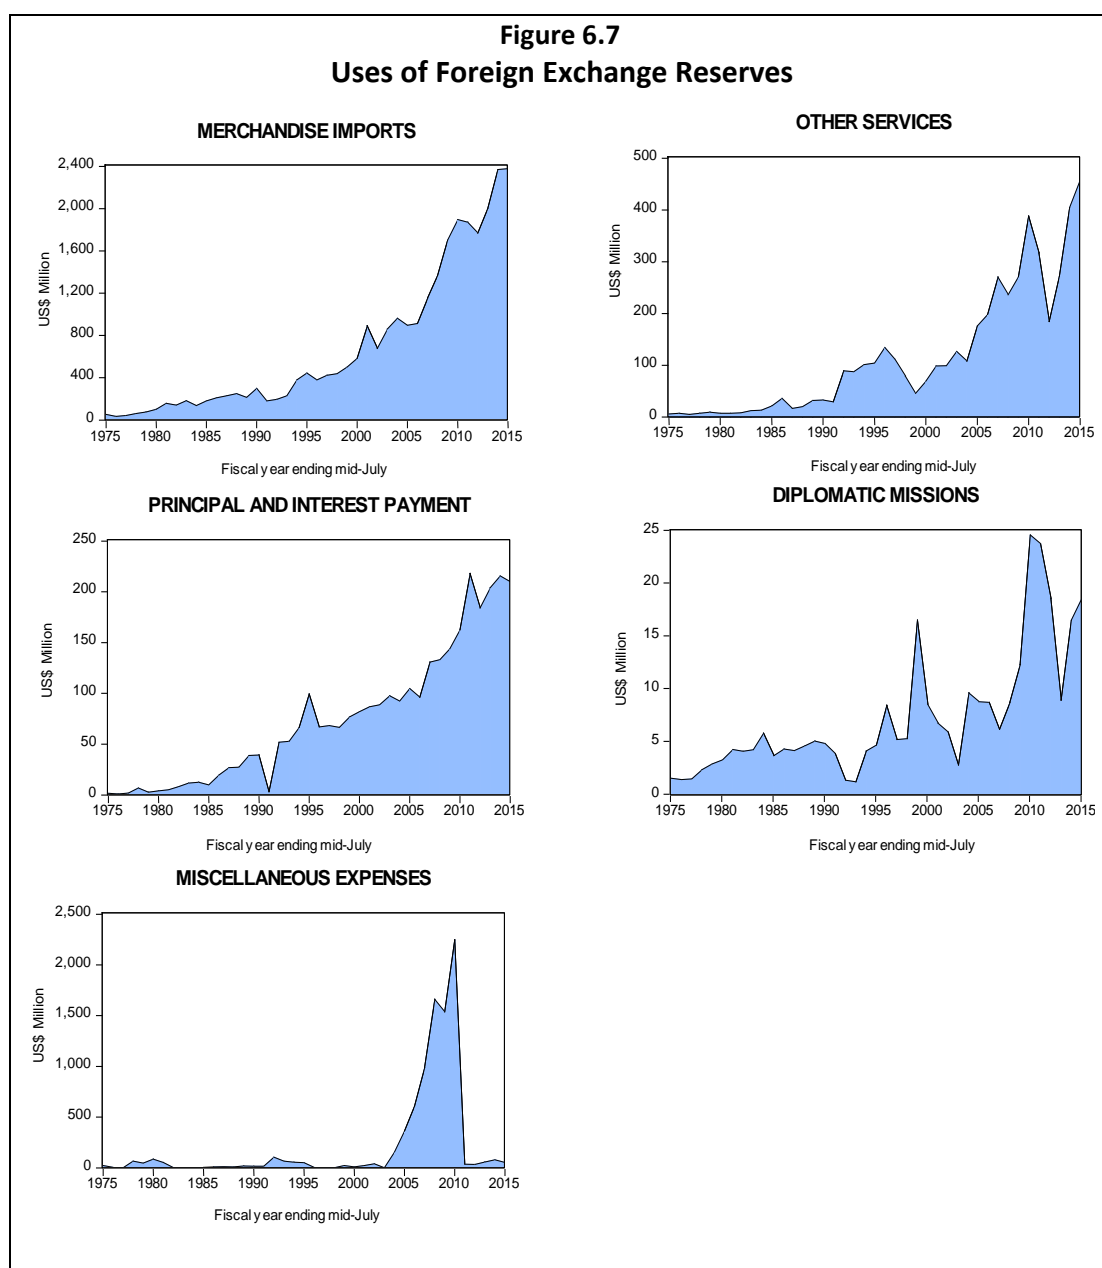 Figure 6.7
Uses of Foreign Exchange Reserves
MERCHANDISE IMPORTS
US$ Million
2,400
2,000
1,600
1,200
800
400
0
1975 1980 1985 1990 1995 2000 2005 2010 2015
Fiscal year ending mid-July
OTHER SERVICES
US$ Million
500
400
300
200
100
0
1975 1980 1985 1990 1995 2000 2005 2010 2015
Fiscal year ending mid-July
PRINCIPAL AND INTEREST PAYMENT
US$ Million
250
200
150
100
50
0
1975 1980 1985 1990 1995 2000 2005 2010 2015
Fiscal year ending mid-July
DIPLOMATIC MISSIONS
US$ Million
25
20
15
10
5
0
1975 1980 1985 1990 1995 2000 2005 2010 2015
Fiscal year ending mid-July
MISCELLANEOUS EXPENSES
US$ Million
2,500
2,000
1,500
1,000
500
0
1975 1980 1985 1990 1995 2000 2005 2010 2015
Fiscal year ending mid-July